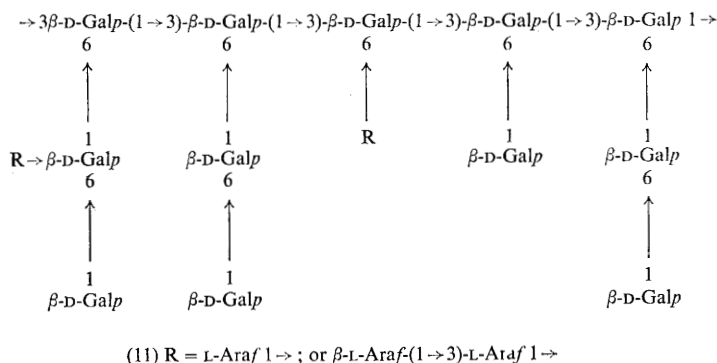 →3β-D-Galp-(1→3)-β-D-Galp-(1→3)-β-D-Galp-(1→3)-β-D-Galp-(1→3)-β-D-Galp 1→
6 6 6 6 6
1 1 R 1 1
R→β-D-Galp β-D-Galp β-D-Galp β-D-Galp
6 6 6
1 1 1
β-D-Galp β-D-Galp β-D-Galp
(11) R = L-Araf 1→ ; or β-L-Araf-(1→3)-L-Araf 1→